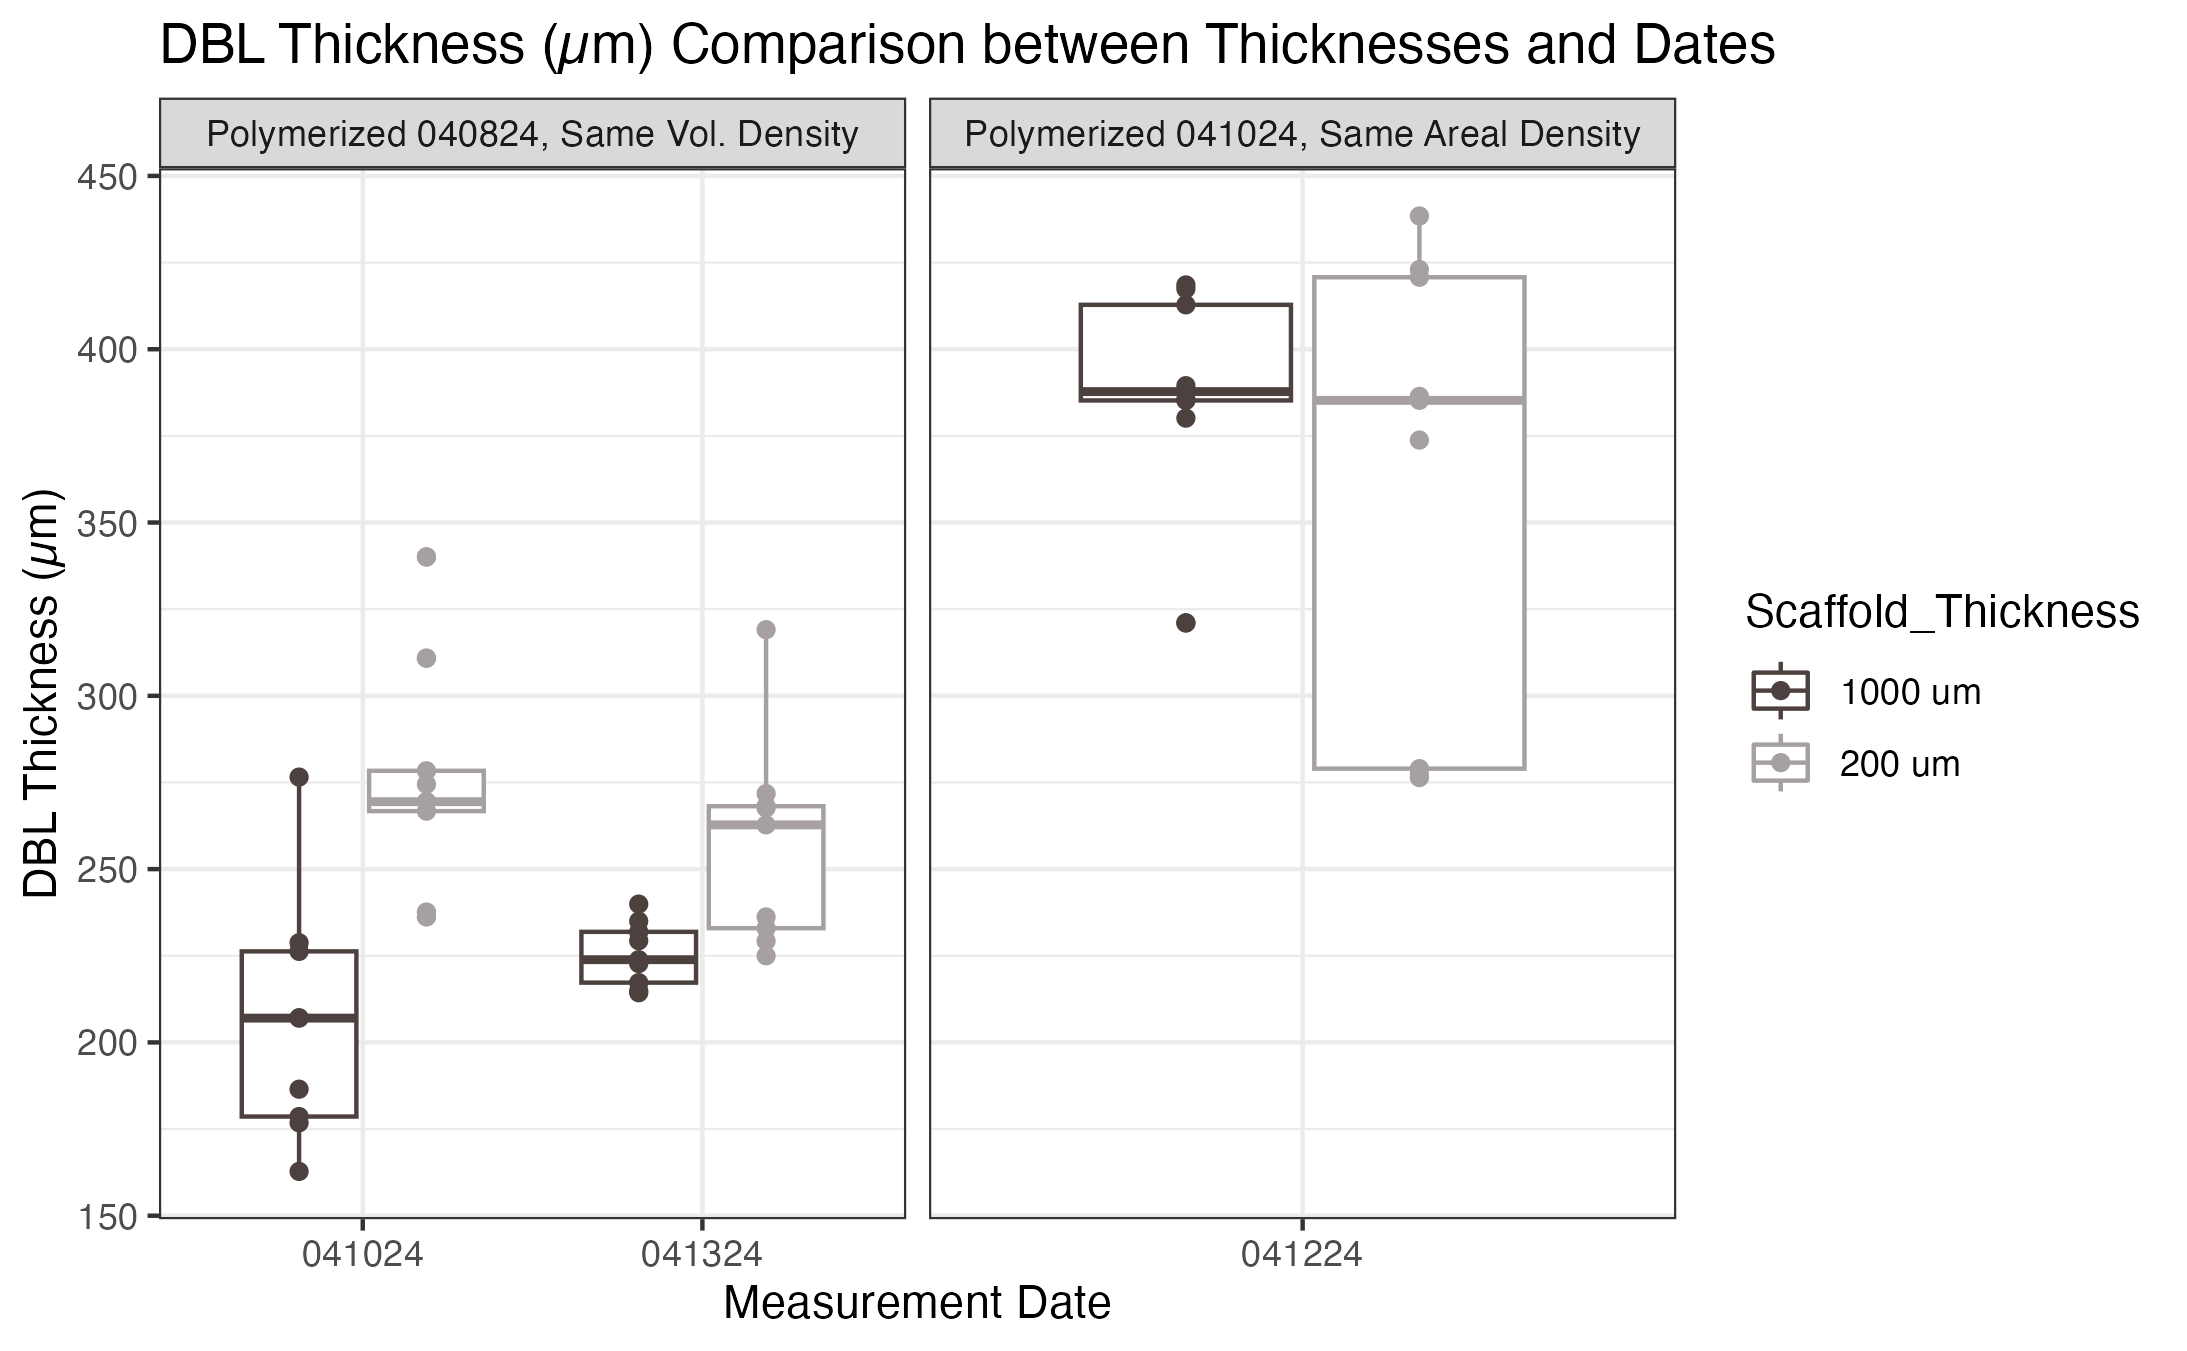 DBL Thickness (µm) Comparison between Thicknesses and Dates
Polymerized 040824, Same Vol. Density
Polymerized 041024, Same Areal Density
450
400
350
300
250
200
150
DBL Thickness (µm)
041024
041324
041224
Measurement Date
Scaffold_Thickness
1000 um
200 um